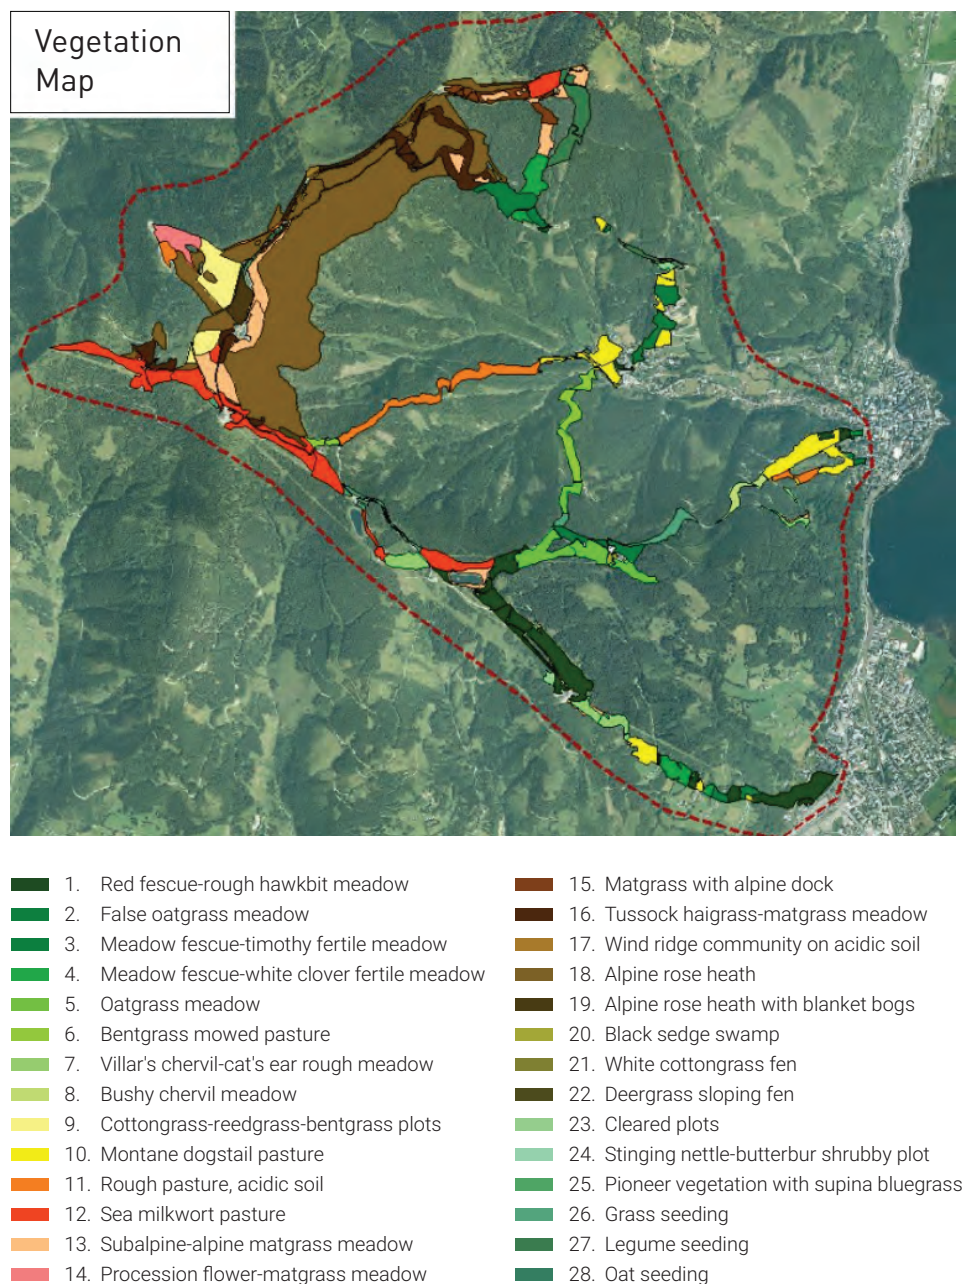 Vegetation
Map
1. Red fescue-rough hawkbit meadow
2. False oatgrass meadow
3. Meadow fescue-timothy fertile meadow
4. Meadow fescue-white clover fertile meadow
5. Oatgrass meadow
6. Bentgrass mowed pasture
7. Villar's chervil-cat's ear rough meadow
8. Bushy chervil meadow
9. Cottongrass-reedgrass-bentgrass plots
10. Montane dogstail pasture
11. Rough pasture, acidic soil
12. Sea milkwort pasture
13. Subalpine-alpine matgrass meadow
14. Procession flower-matgrass meadow
15. Matgrass with alpine dock
16. Tussock haigrass-matgrass meadow
17. Wind ridge community on acidic soil
18. Alpine rose heath
19. Alpine rose heath with blanket bogs
20. Black sedge swamp
21. White cottongrass fen
22. Deergrass sloping fen
23. Cleared plots
24. Stinging nettle-butterbur shrubby plot
25. Pioneer vegetation with supina bluegrass
26. Grass seeding
27. Legume seeding
28. Oat seeding